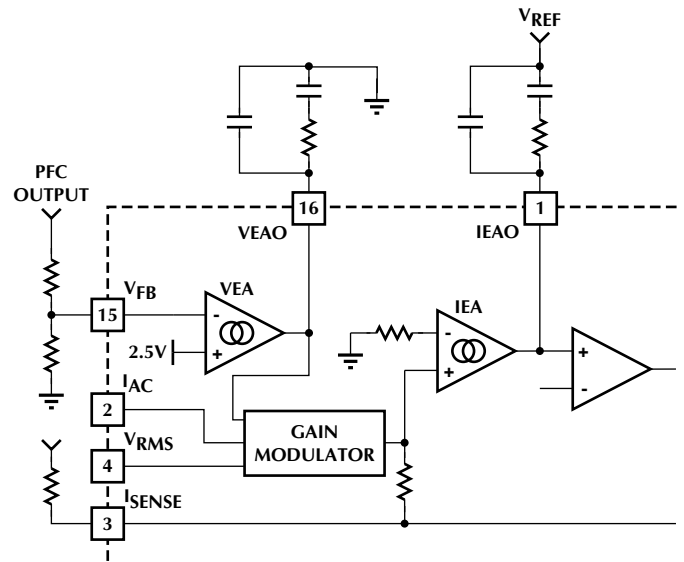 VREF
PFC
OUTPUT
16
1
VEAO
IEAO
VFB
VEA
IEA
15
-
+
2.5V
-
+
+
-
IAC
2
VRMS
GAIN
MODULATOR
4
ISENSE
3